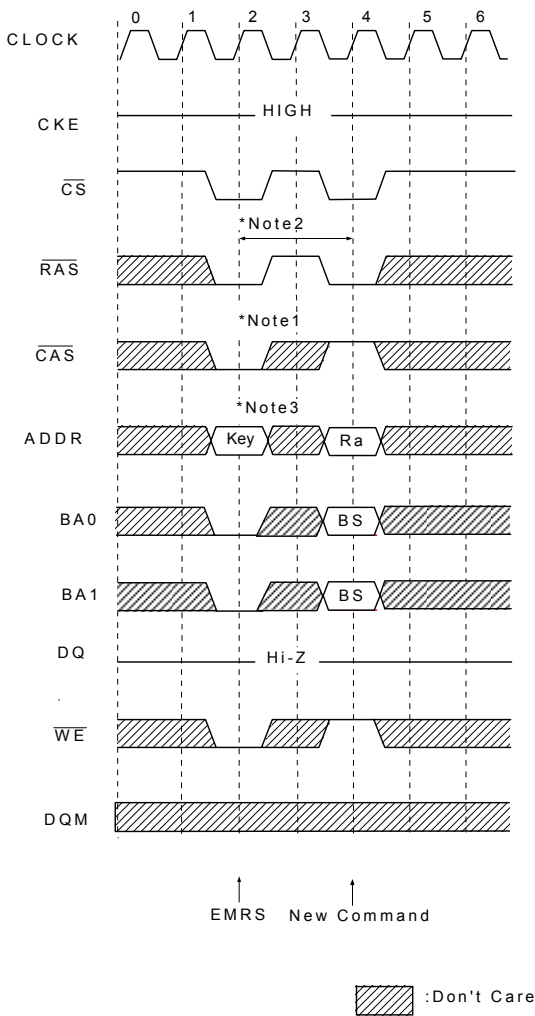 0 1 2 3 4 5 6
CLOCK
HIGH
CKE
CS
*Note2
RAS
*Note1
CAS
*Note3
ADDR Key Ra
BA0 BS
BA1 BS
DQ Hi-Z
WE
DQM
EMRS New Command
:Don't Care